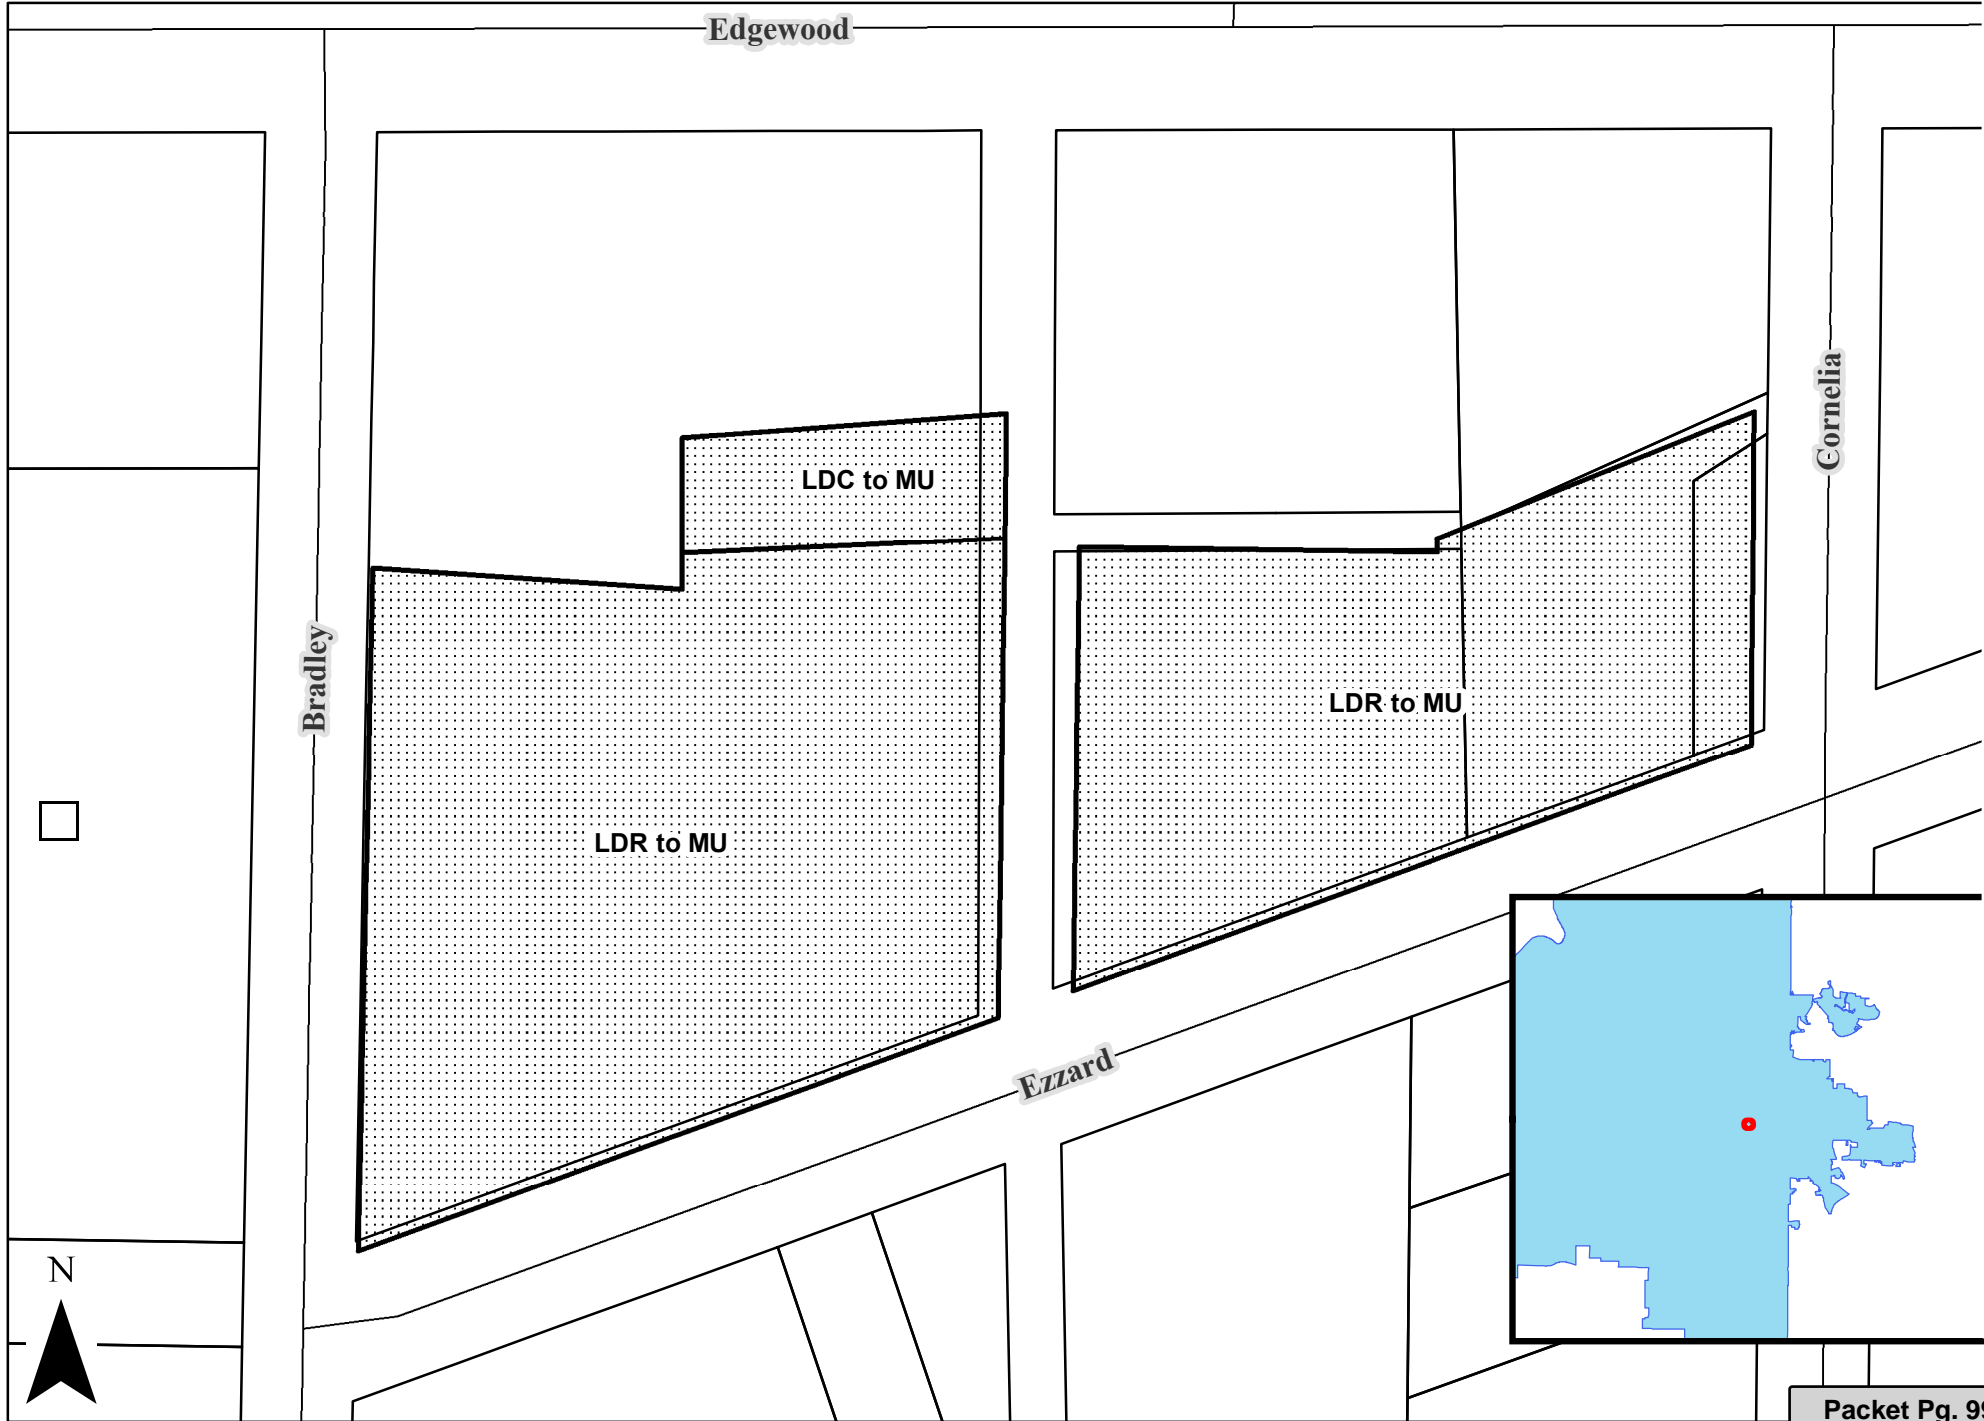 Edgewood
Cornelia
LDC to MU
Bradley
LDR to MU
LDR to MU
Ezzard
N
Packet Pg.